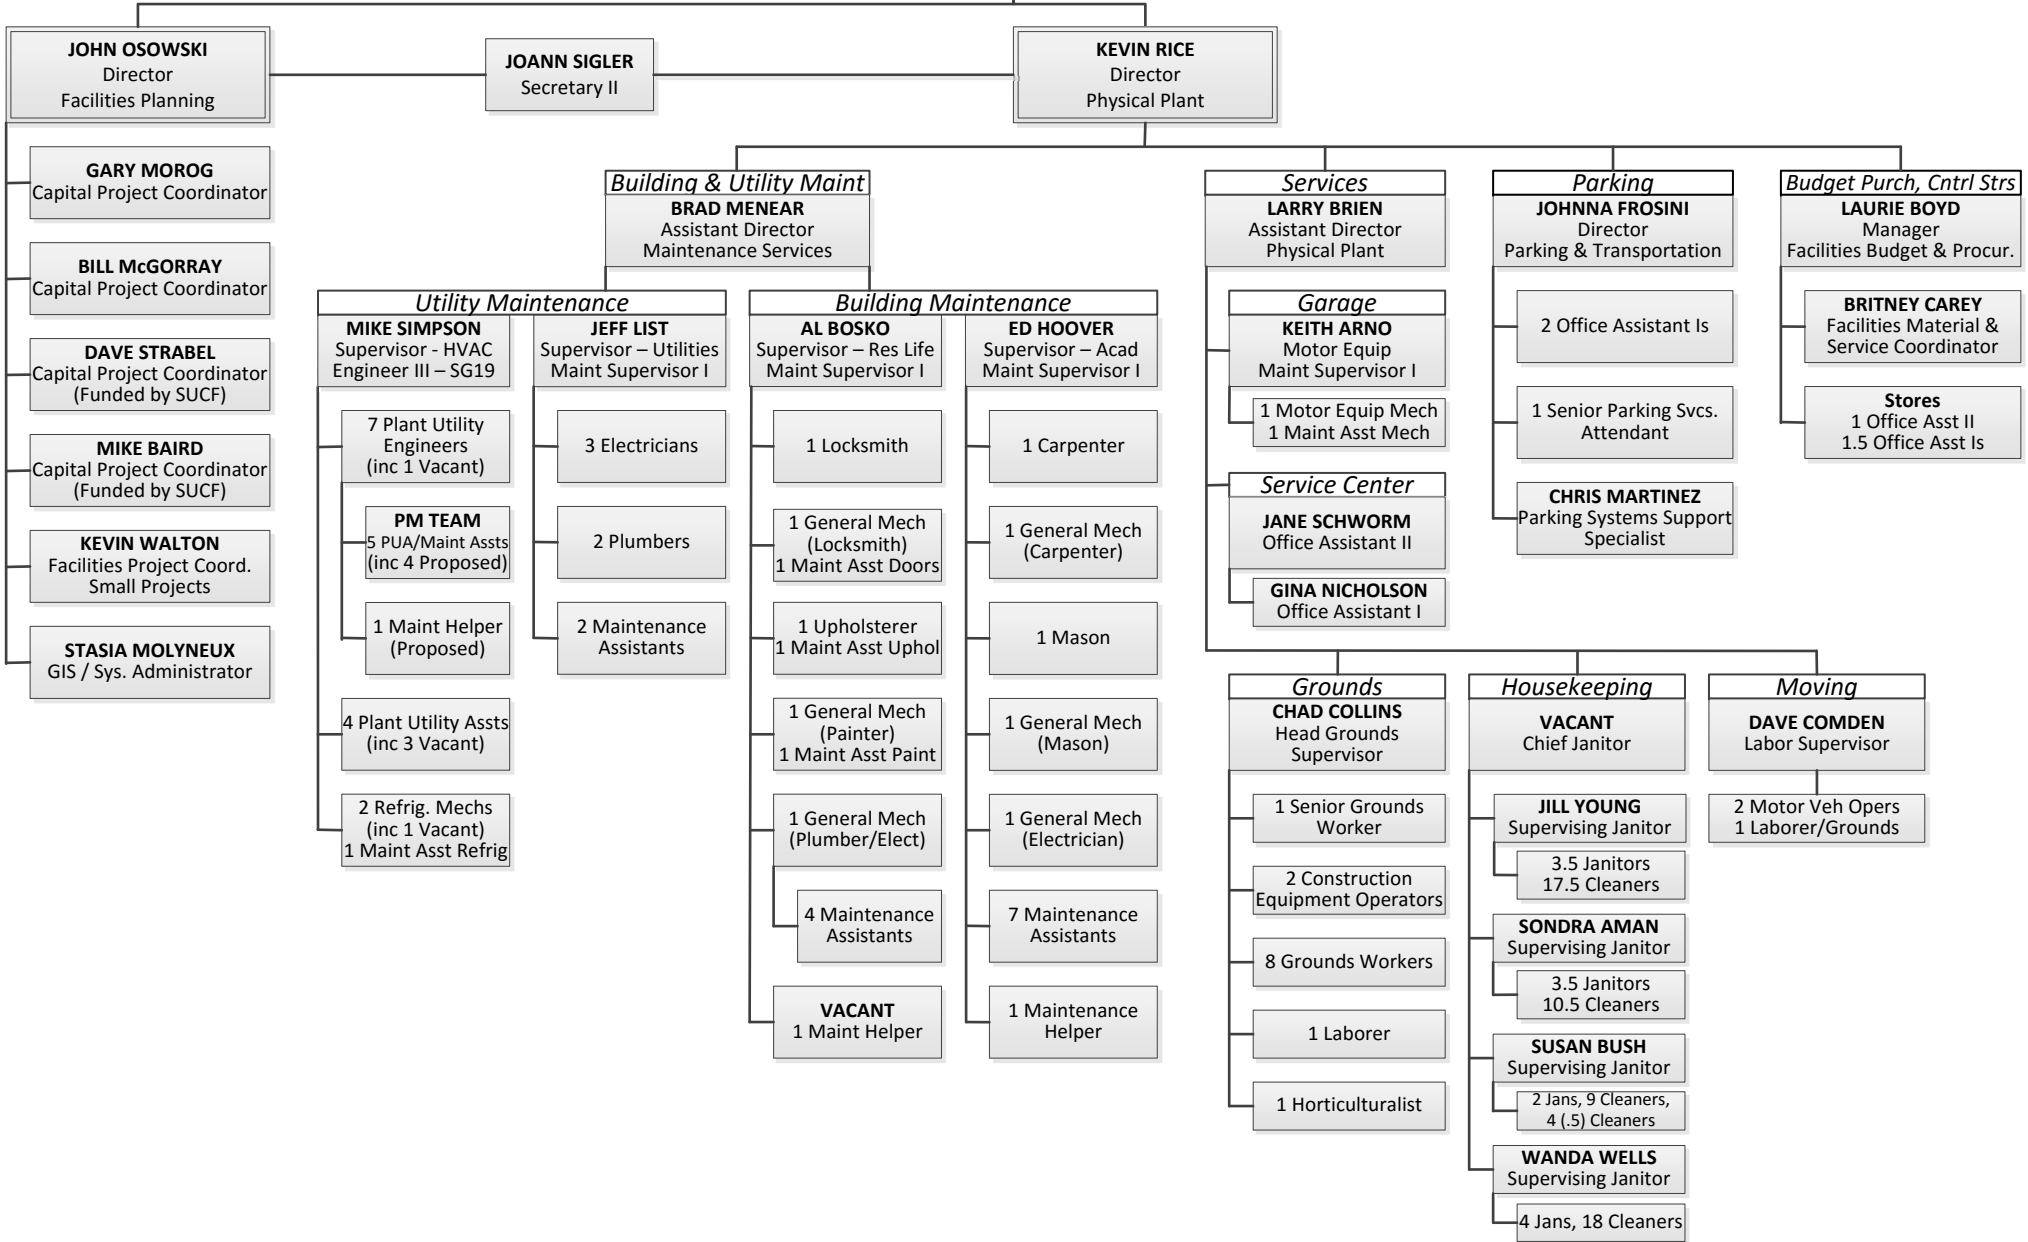 JOHN OSOWSKI
Director
Facilities Planning
JOANN SIGLER
Secretary II
KEVIN RICE
Director
Physical Plant
GARY MOROG
Capital Project Coordinator
BILL McGORRAY
Capital Project Coordinator
DAVE STRABEL
Capital Project Coordinator
(Funded by SUCF)
MIKE BAIRD
Capital Project Coordinator
(Funded by SUCF)
KEVIN WALTON
Facilities Project Coord.
Small Projects
STASIA MOLYNEUX
GIS / Sys. Administrator
Building & Utility Maint
BRAD MENEAR
Assistant Director
Maintenance Services
Utility Maintenance
MIKE SIMPSON
Supervisor - HVAC
Engineer III – SG19
7 Plant Utility
Engineers
(inc 1 Vacant)
PM TEAM
5 PUA/Maint Assts
(inc 4 Proposed)
1 Maint Helper
(Proposed)
4 Plant Utility Assts
(inc 3 Vacant)
2 Refrig. Mechs
(inc 1 Vacant)
1 Maint Asst Refrig
JEFF LIST
Supervisor – Utilities
Maint Supervisor I
3 Electricians
2 Plumbers
2 Maintenance
Assistants
Building Maintenance
AL BOSKO
Supervisor – Res Life
Maint Supervisor I
1 Locksmith
1 General Mech
(Locksmith)
1 Maint Asst Doors
1 Upholsterer
1 Maint Asst Uphol
1 General Mech
(Painter)
1 Maint Asst Paint
1 General Mech
(Plumber/Elect)
4 Maintenance
Assistants
VACANT
1 Maint Helper
ED HOOVER
Supervisor – Acad
Maint Supervisor I
1 Carpenter
1 General Mech
(Carpenter)
1 Mason
1 General Mech
(Mason)
1 General Mech
(Electrician)
7 Maintenance
Assistants
1 Maintenance
Helper
Services
LARRY BRIEN
Assistant Director
Physical Plant
Garage
KEITH ARNO
Motor Equip
Maint Supervisor I
1 Motor Equip Mech
1 Maint Asst Mech
Service Center
JANE SCHWORM
Office Assistant II
GINA NICHOLSON
Office Assistant I
Grounds
CHAD COLLINS
Head Grounds
Supervisor
1 Senior Grounds
Worker
2 Construction
Equipment Operators
8 Grounds Workers
1 Laborer
1 Horticulturalist
Housekeeping
VACANT
Chief Janitor
JILL YOUNG
Supervising Janitor
3.5 Janitors
17.5 Cleaners
SONDRA AMAN
Supervising Janitor
3.5 Janitors
10.5 Cleaners
SUSAN BUSH
Supervising Janitor
2 Jans, 9 Cleaners,
4 (.5) Cleaners
WANDA WELLS
Supervising Janitor
4 Jans, 18 Cleaners
Moving
DAVE COMDEN
Labor Supervisor
2 Motor Veh Opers
1 Laborer/Grounds
Parking
JOHNNA FROSINI
Director
Parking & Transportation
2 Office Assistant Is
1 Senior Parking Svcs.
Attendant
CHRIS MARTINEZ
Parking Systems Support
Specialist
Budget Purch, Cntrl Strs
LAURIE BOYD
Manager
Facilities Budget & Procur.
BRITNEY CAREY
Facilities Material &
Service Coordinator
Stores
1 Office Asst II
1.5 Office Asst Is